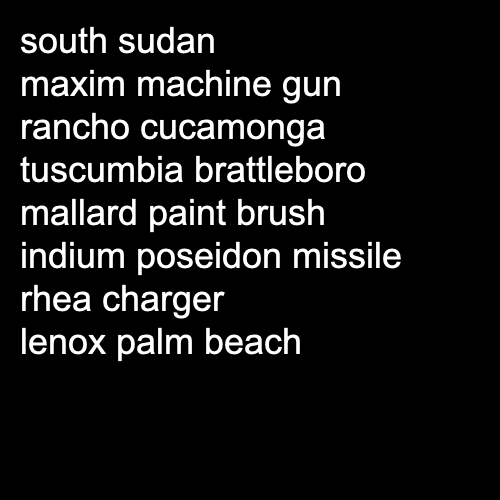 south sudan
maxim machine gun
rancho cucamonga
tuscumbia brattleboro
mallard paint brush
indium poseidon missile
rhea charger
lenox palm beach